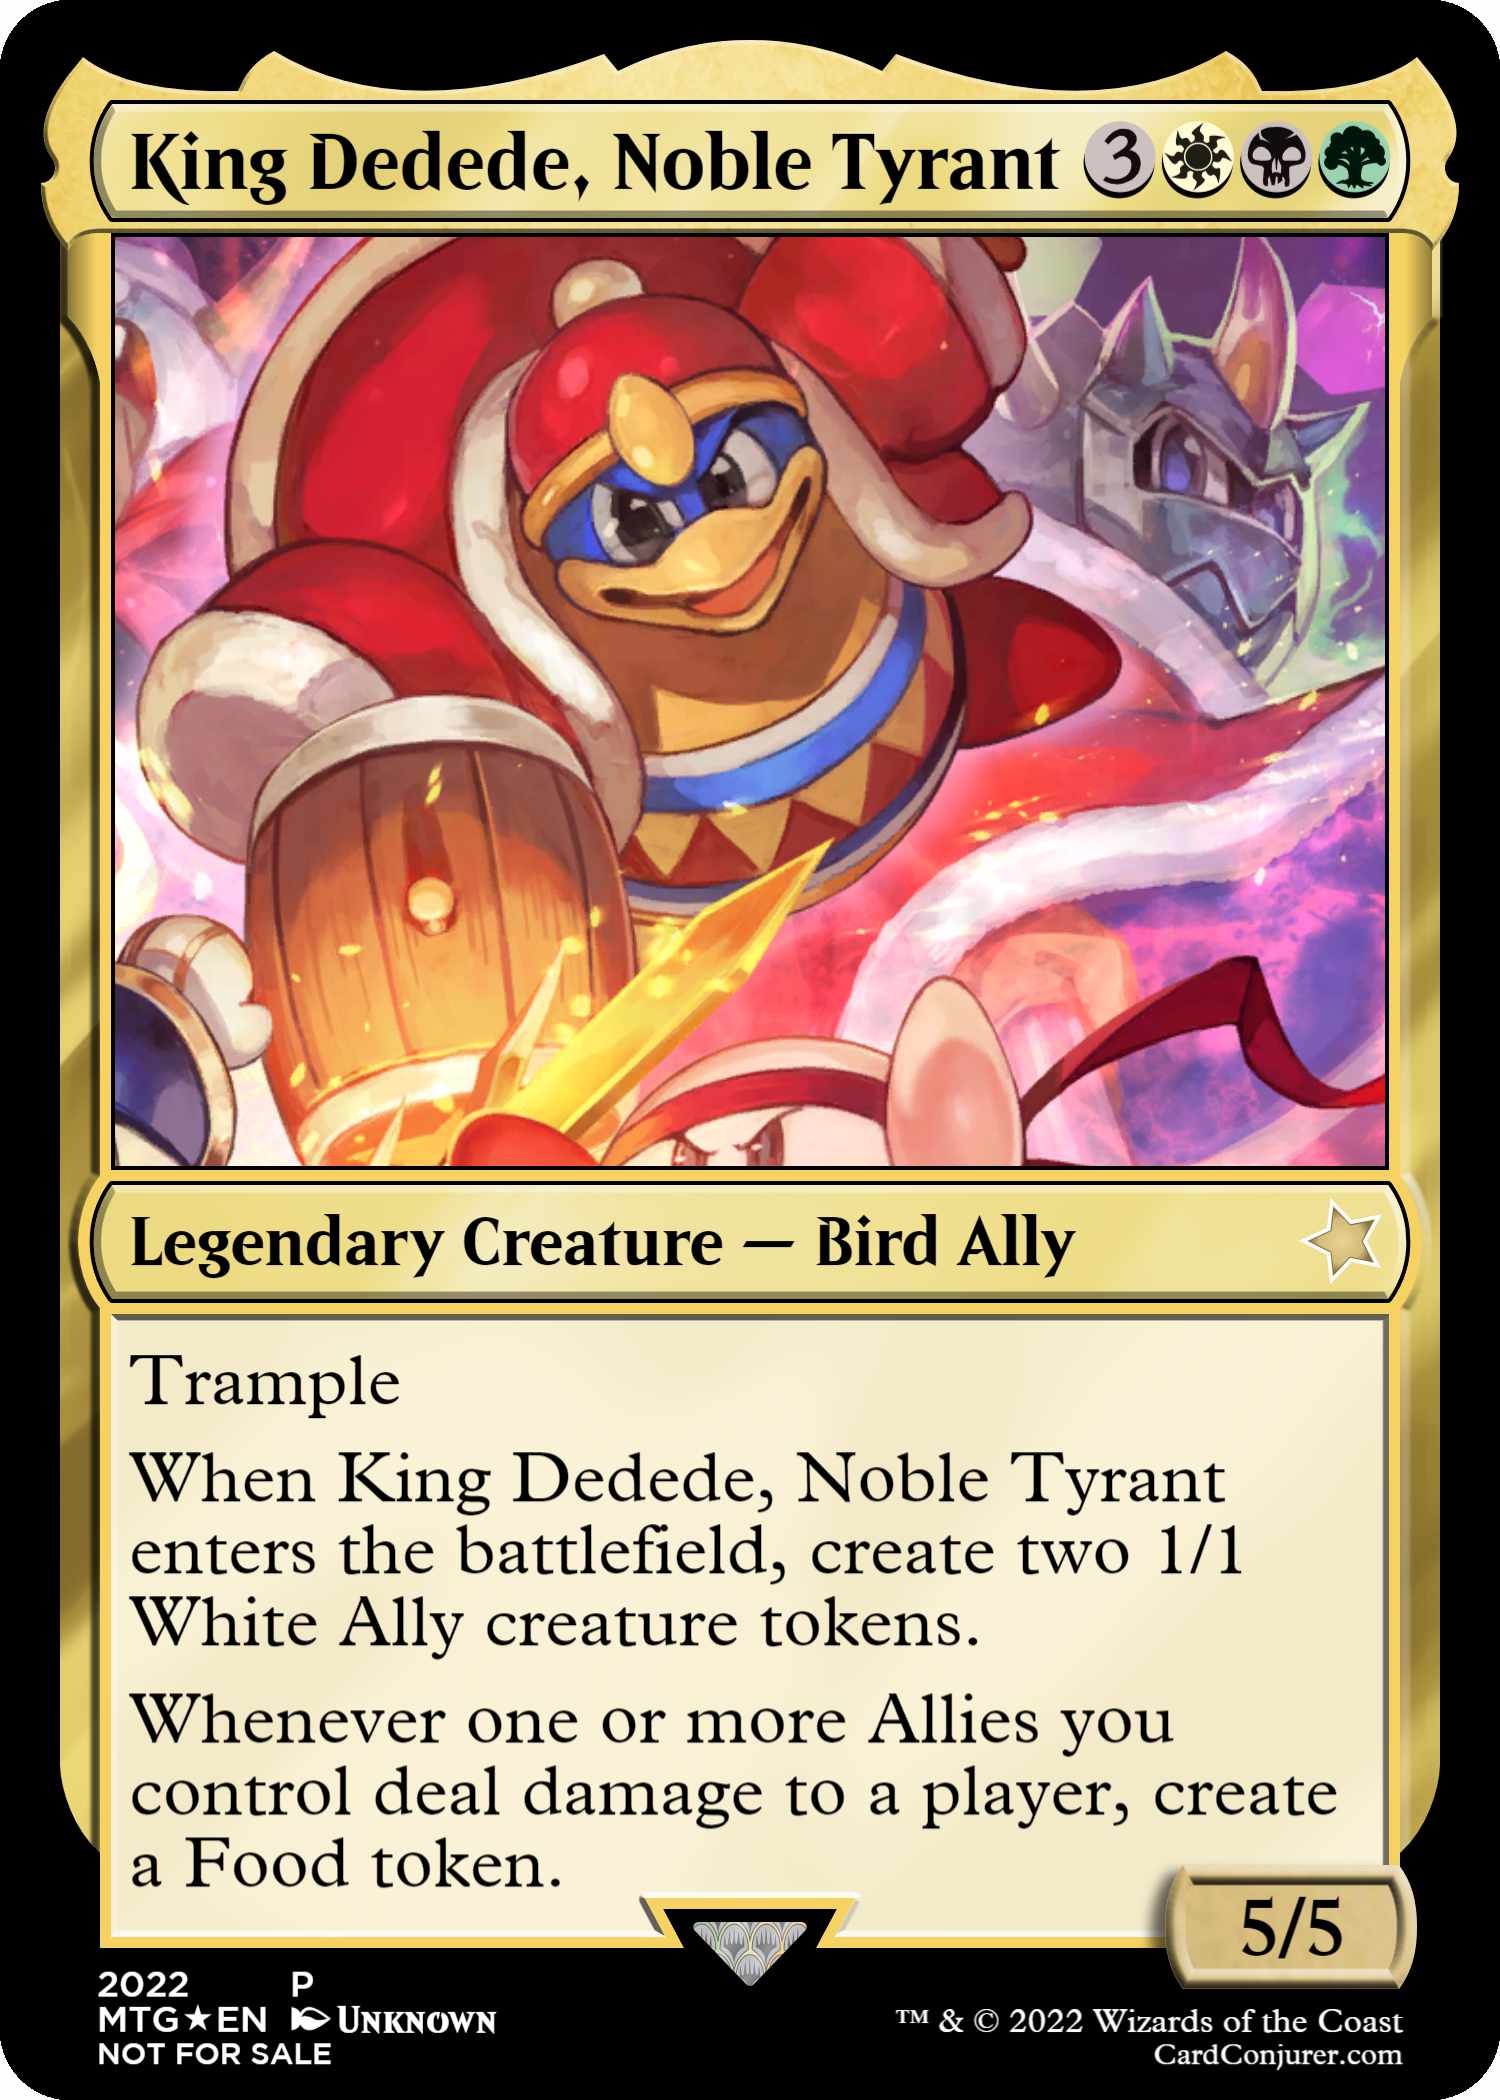 King Dedede, Noble Tyrant 3
Legendary Creature — Bird Ally
Trample
When King Dedede, Noble Tyrant
enters the battlefield, create two 1/1
White Ally creature tokens.
Whenever one or more Allies you
control deal damage to a player, create
a Food token.
5/5
2022 P
MTG★EN Unknown
NOT FOR SALE
™ & © 2022 Wizards of the Coast
CardConjurer.com